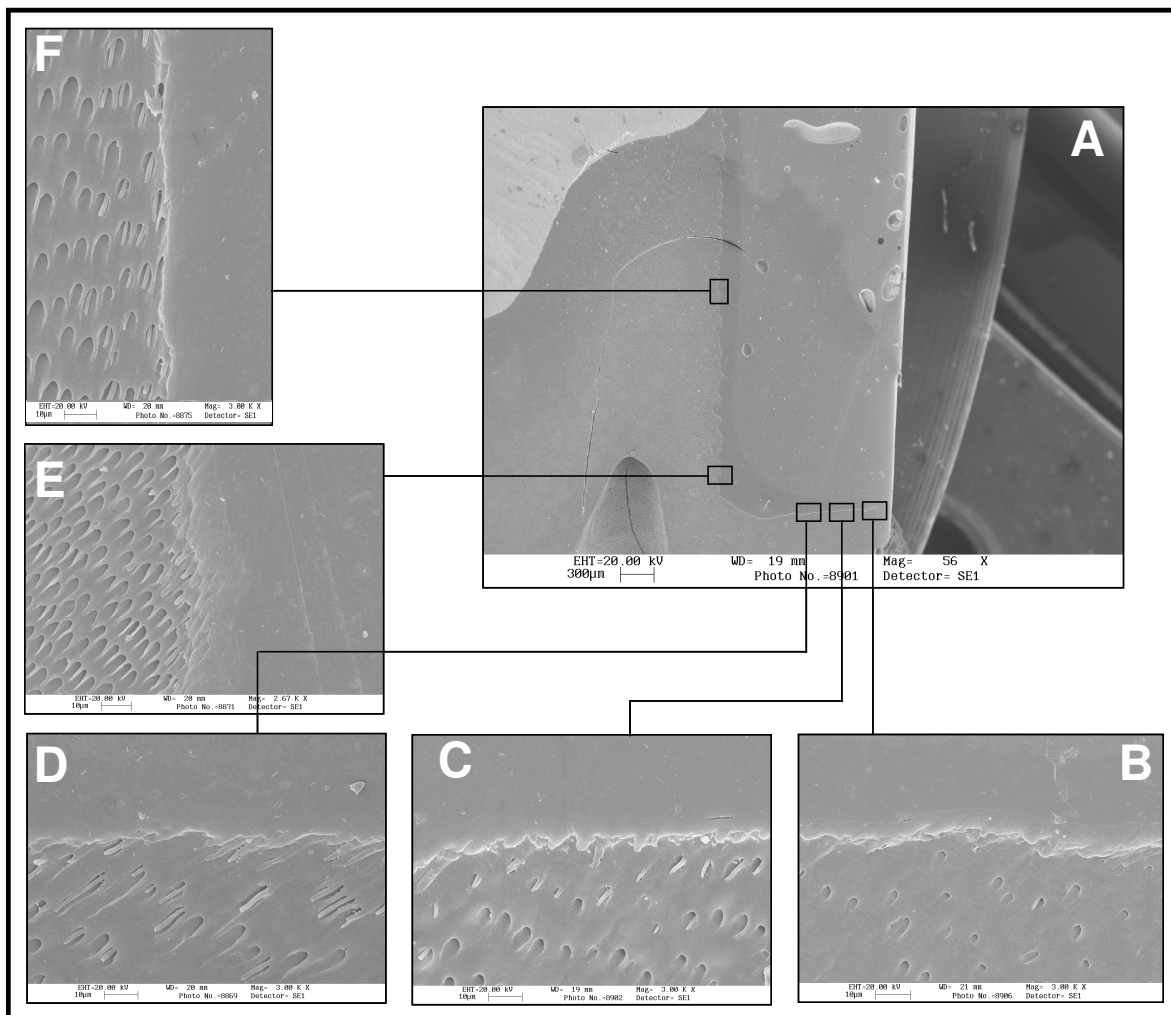 F
EHT=20.00 kV WD= 20 mm Mag= 3.00 K X
10µm Photo No.=8875 Detector= SE1
A
EHT=20.00 kV WD= 19 mm Mag= 56 X
300µm Photo No.=8901 Detector= SE1
E
EHT=20.00 kV WD= 20 mm Mag= 2.67 K X
10µm Photo No.=8871 Detector= SE1
D
EHT=20.00 kV WD= 20 mm Mag= 3.00 K X
10µm Photo No.=8869 Detector= SE1
C
EHT=20.00 kV WD= 19 mm Mag= 3.00 K X
10µm Photo No.=8902 Detector= SE1
B
EHT=20.00 kV WD= 21 mm Mag= 3.00 K X
10µm Photo No.=8906 Detector= SE1